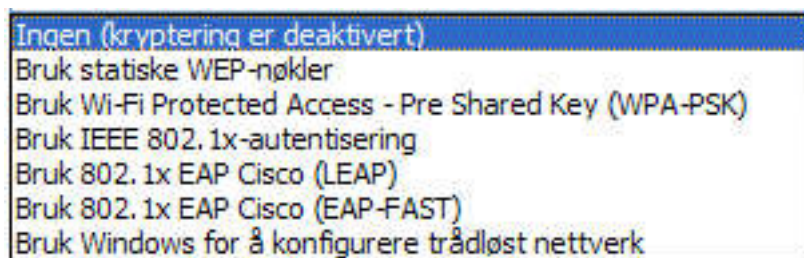 Ingen (kryptering er deaktivert)
Bruk statiske WEP-nøkler
Bruk Wi-Fi Protected Access - Pre Shared Key (WPA-PSK)
Bruk IEEE 802.1x-autentisering
Bruk 802.1x EAP Cisco (LEAP)
Bruk 802.1x EAP Cisco (EAP-FAST)
Bruk Windows for å konfigurere trådløst nettverk